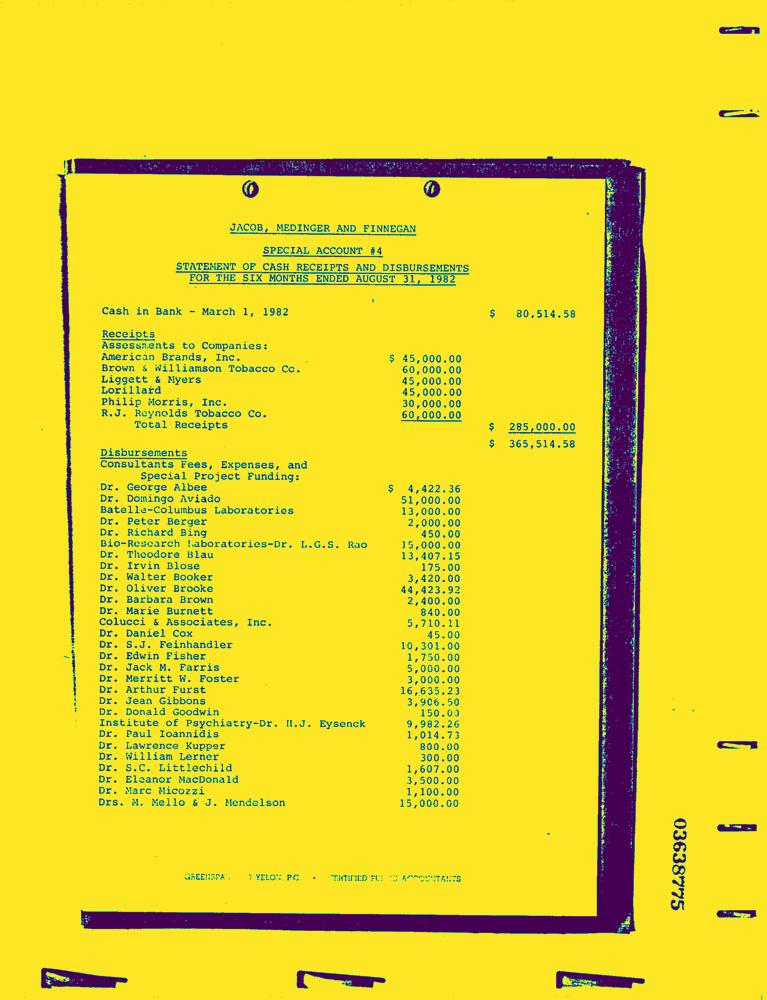 JACOB, MEDINGER AND FINNEGAN
SPECIAL ACCOUNT #4
STATEMENT OF CASH RECEIPTS AND DISBURSEMENTS
FOR THE SIX MONTHS ENDED AUGUST 31, 1982
Cash in Bank - March 1, 1982 $ 80,514.58
Receipts
Assessments to Companies:
American Brands, Inc. $ 45,000.00
Brown & Williamson Tobacco Co. 60,000.00
Liggett & Myers 45,000.00
Lorillard 45,000.00
Philip Morris, Inc. 30,000.00
R.J. Reynolds Tobacco Co. 60,000.00
Total Receipts $ 285,000.00
$ 365,514.58
Disbursements
Consultants Fees, Expenses, and
Special Project Funding:
Dr. George Albee $ 4,422.36
Dr. Domingo Aviado 51,000.00
Batelle-Columbus Laboratories 13,000.00
Dr. Peter Berger 2,000.00
Dr. Richard Bing 450.00
Bio-Research Laboratories-Dr. L.G.S. Rao 15,000.00
Dr. Theodore Blau 13,407.15
Dr. Irvin Blose 175.00
Dr. Walter Booker 3,420.00
Dr. Oliver Brooke 44,423.92
Dr. Barbara Brown 2,400.00
Dr. Marie Burnett 840.00
Colucci & Associates, Inc. 5,710.11
Dr. Daniel Cox 45.00
Dr. S.J. Feinhandler 10,301.00
Dr. Edwin Fisher 1,750.00
Dr. Jack M. Farris 5,000.00
Dr. Merritt W. Foster 3,000.00
Dr. Arthur Furst 16,635.23
Dr. Jean Gibbons 3,906.50
Dr. Donald Goodwin 150.00
Institute of Psychiatry-Dr. H.J. Eysenck 9,982.26
Dr. Paul Ioannidis 1,014.73
Dr. Lawrence Kupper 800.00
Dr. William Lerner 300.00
Dr. S.C. Littlechild 1,607.00
Dr. Eleanor MacDonald 3,500.00
Dr. Marc Micozzi 1,100.00
Drs. N. Mello & J. Mendelson 15,000.00
YELON P.C. - ACCOUNTANTS
03638775